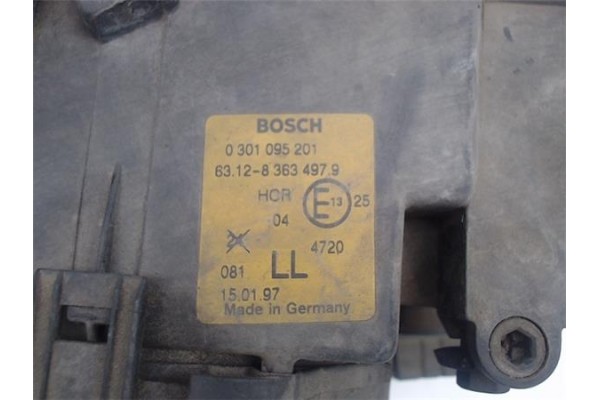 BOSCH
0 301 095 201
63.12-8 363 497.9
HCR E 13 25
04
4720
081 LL
15.01.97
Made in Germany